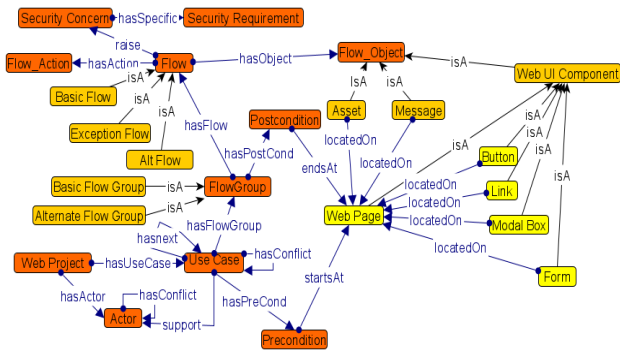 Security Concern
hasSpecific
Security Requirement
raise
Flow_Action
hasAction
Flow
hasObject
Flow_Object
isA
Web UI Component
isA
Basic Flow
isA
isA
isA
Exception Flow
isA
Asset
Message
Alt Flow
hasFlow
Postcondition
locatedOn
isA
isA
isA
hasPostCond
locatedOn
Button
endsAt
locatedOn
isA
Basic Flow Group
isA
FlowGroup
locatedOn
Link
Alternate Flow Group
isA
Web Page
locatedOn
Modal Box
hasFlowGroup
hasnext
hasConflict
locatedOn
Web Project
hasUseCase
Use Case
Form
startsAt
hasActor
hasConflict
hasPreCond
Actor
support
Precondition